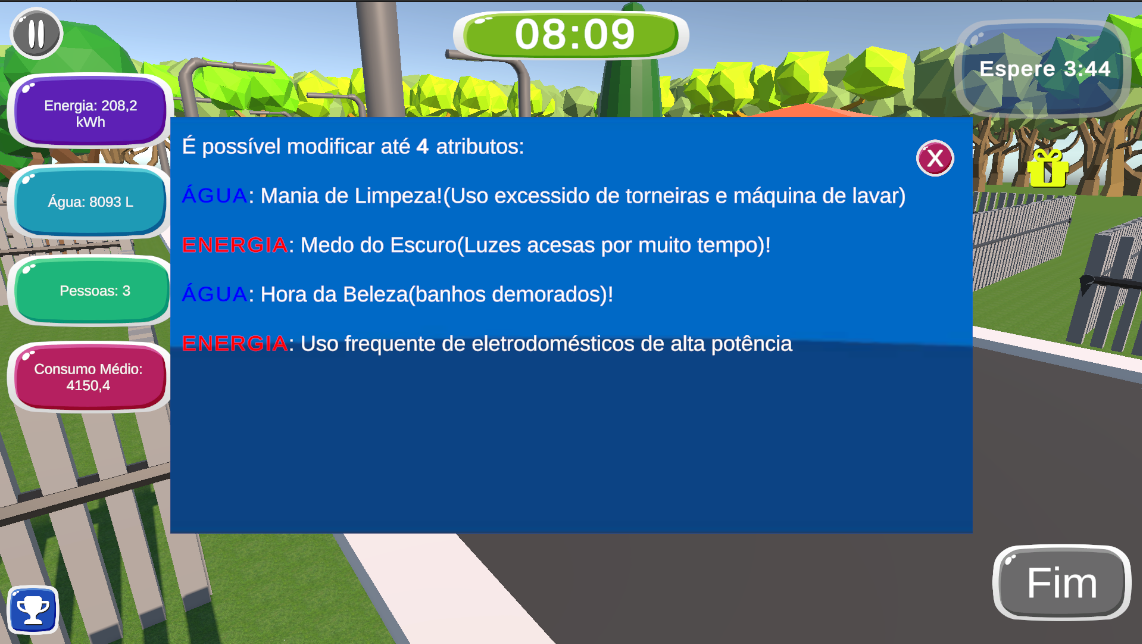 08:09
Espere 3:44
Energia: 208,2
kWh
Água: 8093 L
Pessoas: 3
Consumo Médio:
4150,4
É possível modificar até 4 atributos:
X
ÁGUA: Mania de Limpeza!(Uso excessido de torneiras e máquina de lavar)
ENERGIA: Medo do Escuro(Luzes acesas por muito tempo)!
ÁGUA: Hora da Beleza(banhos demorados)!
ENERGIA: Uso frequente de eletrodomésticos de alta potência
Fim